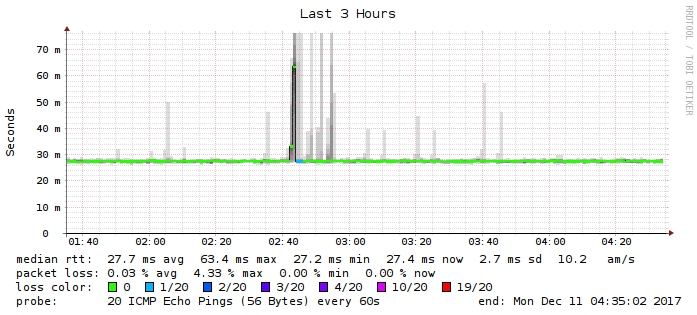 Last 3 Hours
RRDTOOL / TOBI OETIKER
Seconds
70 m
60 m
50 m
40 m
30 m
20 m
10 m
0
01:40 02:00 02:20 02:40 03:00 03:20 03:40 04:00 04:20
median rtt: 27.7 ms avg 63.4 ms max 27.2 ms min 27.4 ms now 2.7 ms sd 10.2 am/s
packet loss: 0.03 % avg 4.33 % max 0.00 % min 0.00 % now
loss color: 0 1/20 2/20 3/20 4/20 10/20 19/20
probe: 20 ICMP Echo Pings (56 Bytes) every 60s end: Mon Dec 11 04:35:02 2017